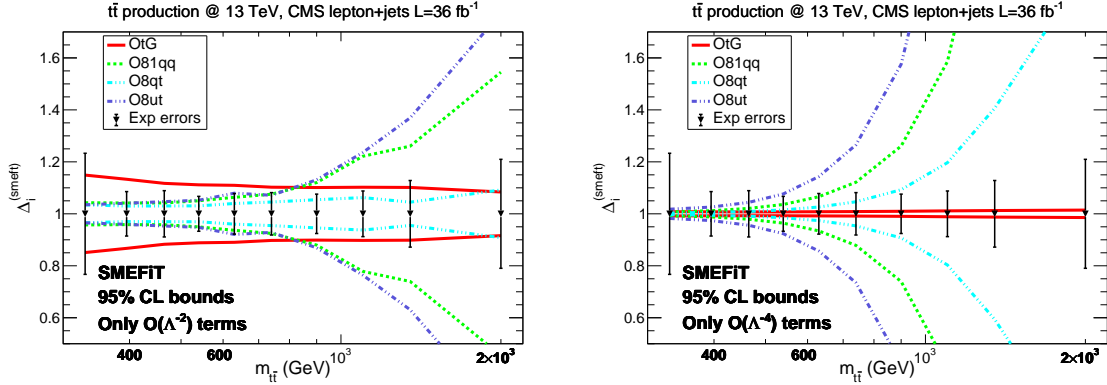 tt̄ production @ 13 TeV, CMS lepton+jets L=36 fb⁻¹
Δᵢ⁽ˢᵐᵉᶠᵗ⁾
1.6
1.4
1.2
1
0.8
0.6
OtG
O81qq
O8qt
O8ut
Exp errors
SMEFiT
95% CL bounds
Only O(Λ⁻²) terms
400
600
10³
2×10³
m_tt̄ (GeV)
tt̄ production @ 13 TeV, CMS lepton+jets L=36 fb⁻¹
Δᵢ⁽ˢᵐᵉᶠᵗ⁾
1.6
1.4
1.2
1
0.8
0.6
OtG
O81qq
O8qt
O8ut
Exp errors
SMEFiT
95% CL bounds
Only O(Λ⁻⁴) terms
400
600
10³
2×10³
m_tt̄ (GeV)